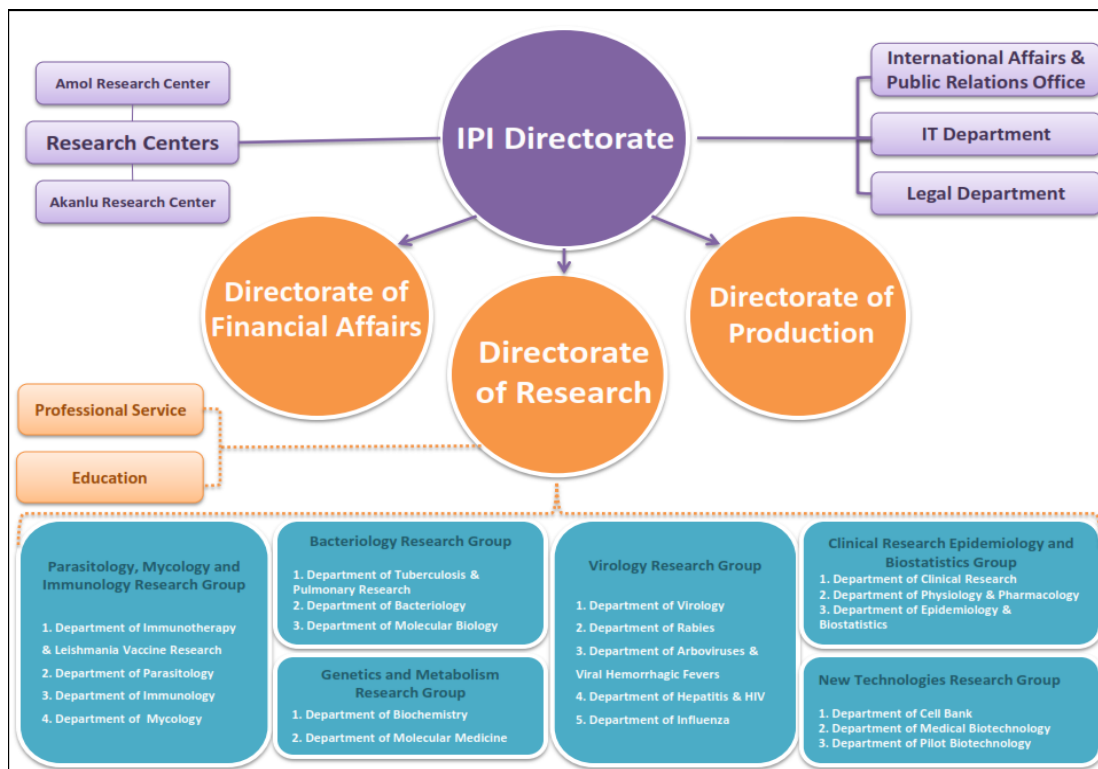 Amol Research Center
Research Centers
Akanlu Research Center
IPI Directorate
International Affairs &
Public Relations Office
IT Department
Legal Department
Directorate of
Financial Affairs
Directorate
of Research
Directorate of
Production
Professional Service
Education
Parasitology, Mycology and
Immunology Research Group
1. Department of Immunotherapy
& Leishmania Vaccine Research
2. Department of Parasitology
3. Department of Immunology
4. Department of Mycology
Bacteriology Research Group
1. Department of Tuberculosis &
Pulmonary Research
2. Department of Bacteriology
3. Department of Molecular Biology
Genetics and Metabolism
Research Group
1. Department of Biochemistry
2. Department of Molecular Medicine
Virology Research Group
1. Department of Virology
2. Department of Rabies
3. Department of Arboviruses &
Viral Hemorrhagic Fevers
4. Department of Hepatitis & HIV
5. Department of Influenza
Clinical Research Epidemiology and
Biostatistics Group
1. Department of Clinical Research
2. Department of Physiology & Pharmacology
3. Department of Epidemiology &
Biostatistics
New Technologies Research Group
1. Department of Cell Bank
2. Department of Medical Biotechnology
3. Department of Pilot Biotechnology